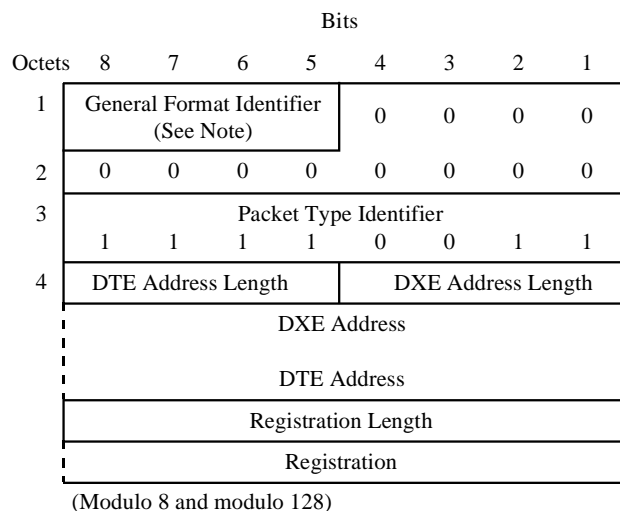 Bits
Octets 8 7 6 5 4 3 2 1
1 General Format Identifier
(See Note) 0 0 0 0
2 0 0 0 0 0 0 0 0
3 Packet Type Identifier
1 1 1 1 0 0 1 1
4 DTE Address Length DXE Address Length
DXE Address
DTE Address
Registration Length
Registration
(Modulo 8 and modulo 128)